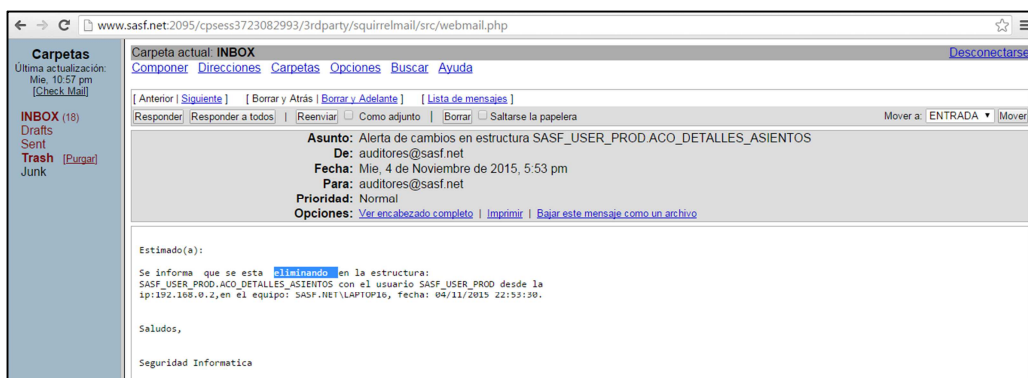 www.sasf.net:2095/cpsess3723082993/3rdparty/squirrelmail/src/webmail.php
Carpetas
Última actualización:
Mie, 10:57 pm
[Check Mail]
INBOX (18)
Drafts
Sent
Trash [Purgar]
Junk
Carpeta actual: INBOX Desconectarse
Componer Direcciones Carpetas Opciones Buscar Ayuda
[ Anterior | Siguiente ] [ Borrar y Atrás | Borrar y Adelante ] [ Lista de mensajes ]
Responder Responder a todos | Reenviar Como adjunto | Borrar Saltarse la papelera Mover a: ENTRADA Mover
Asunto: Alerta de cambios en estructura SASF_USER_PROD.ACO_DETALLES_ASIENTOS
De: auditores@sasf.net
Fecha: Mie, 4 de Noviembre de 2015, 5:53 pm
Para: auditores@sasf.net
Prioridad: Normal
Opciones: Ver encabezado completo | Imprimir | Bajar este mensaje como un archivo
Estimado(a):
Se informa que se esta eliminando en la estructura:
SASF_USER_PROD.ACO_DETALLES_ASIENTOS con el usuario SASF_USER_PROD desde la
ip:192.168.0.2,en el equipo: SASF.NET\LAPTOP16, fecha: 04/11/2015 22:53:30.
Saludos,
Seguridad Informatica